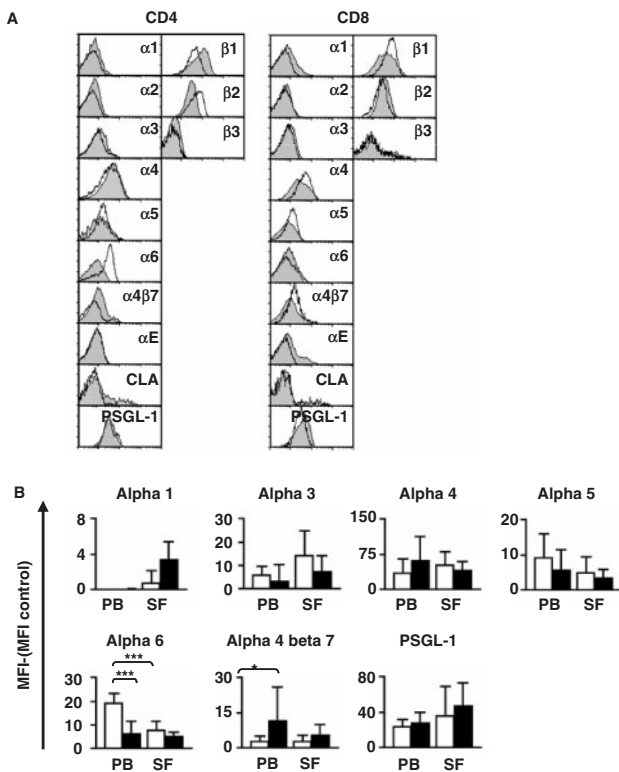 A
CD4
CD8
α1
β1
α1
β1
α2
β2
α2
β2
α3
β3
α3
β3
α4
α4
α5
α5
α6
α6
α4β7
α4β7
αE
αE
CLA
CLA
PSGL-1
PSGL-1
B
MFI-(MFI control)
Alpha 1
8
4
0
PB SF
Alpha 3
30
20
10
0
PB SF
Alpha 4
150
75
0
PB SF
Alpha 5
20
10
0
PB SF
Alpha 6
***
***
30
20
10
0
PB SF
Alpha 4 beta 7
*
30
15
0
PB SF
PSGL-1
80
40
0
PB SF